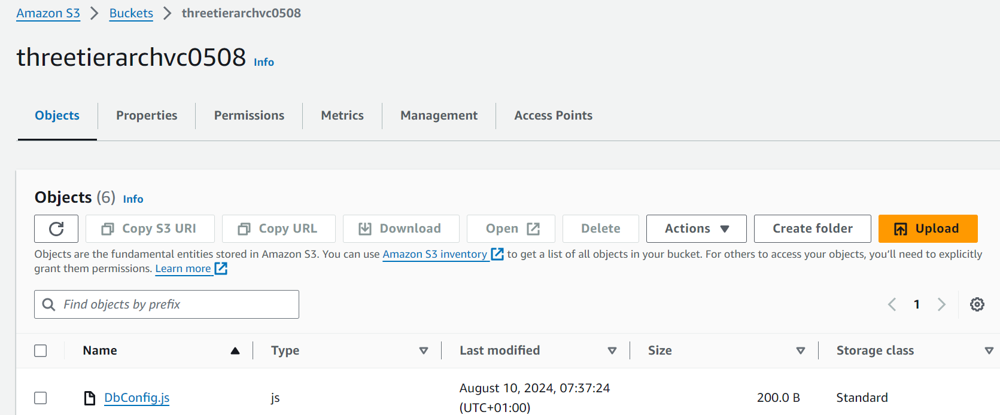 Amazon S3 > Buckets > threetierarchvc0508
threetierarchvc0508 Info
Objects Properties Permissions Metrics Management Access Points
Objects (6) Info
Copy S3 URI Copy URL Download Open Delete Actions Create folder Upload
Objects are the fundamental entities stored in Amazon S3. You can use Amazon S3 inventory to get a list of all objects in your bucket. For others to access your objects, you’ll need to explicitly
grant them permissions. Learn more
Find objects by prefix
1
Name Type Last modified Size Storage class
DbConfig.js js August 10, 2024, 07:37:24 200.0 B Standard
(UTC+01:00)